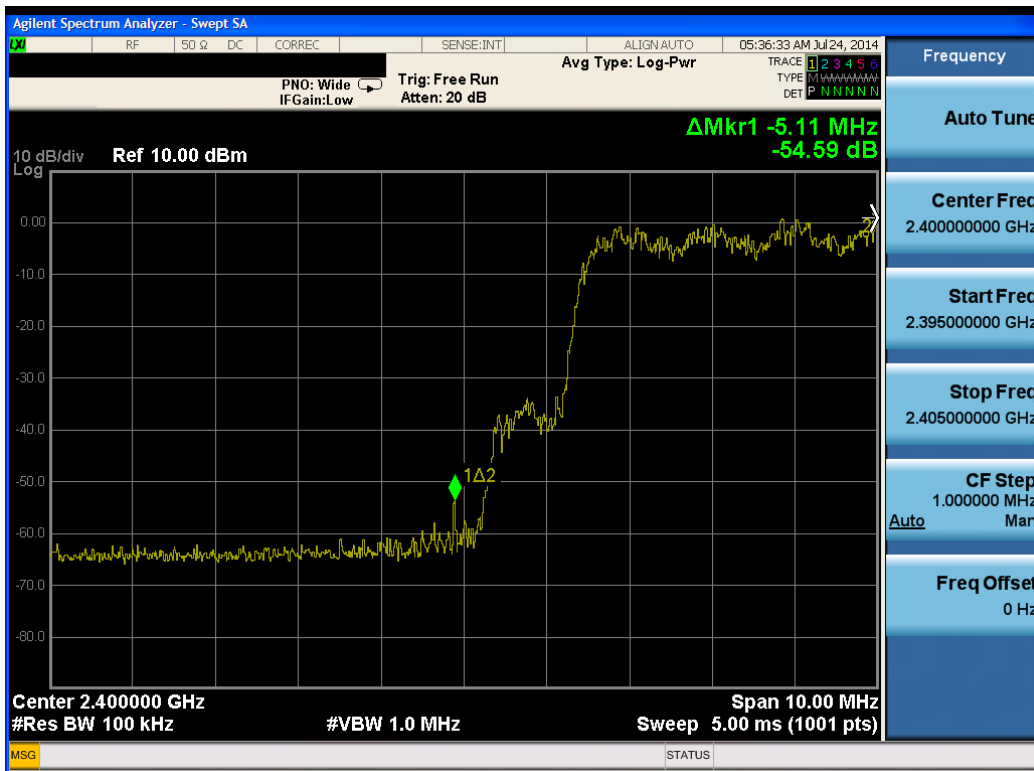 Agilent Spectrum Analyzer - Swept SA
LXI RF 50 Ω DC CORREC SENSE:INT ALIGN AUTO 05:36:33 AM Jul 24, 2014
Frequency
Avg Type: Log-Pwr
TRACE 1 2 3 4 5 6
PNO: Wide Trig: Free Run
TYPE M W W W W W
IFGain:Low Atten: 20 dB
DET P N N N N N
Auto Tune
ΔMkr1 -5.11 MHz
10 dB/div Ref 10.00 dBm -54.59 dB
Log
0.00
-10.0
-20.0
-30.0
-40.0
-50.0
-60.0
-70.0
-80.0
1Δ2
2
Center Freq
2.400000000 GHz
Start Freq
2.395000000 GHz
Stop Freq
2.405000000 GHz
CF Step
1.000000 MHz
Auto Man
Freq Offset
0 Hz
Center 2.400000 GHz Span 10.00 MHz
#Res BW 100 kHz #VBW 1.0 MHz Sweep 5.00 ms (1001 pts)
MSG STATUS